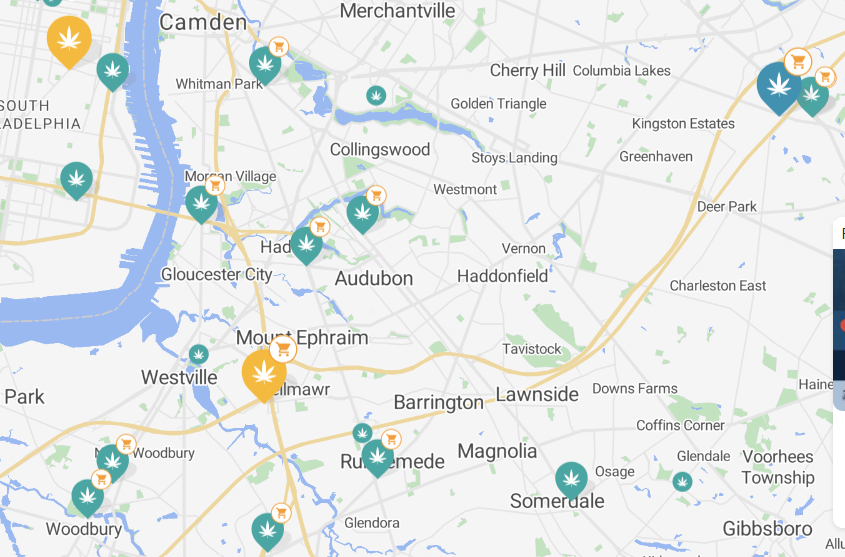 Camden
Merchantville
Cherry Hill
Columbia Lakes
Whitman Park
Golden Triangle
SOUTH
Kingston Estates
Collingswood
Stoys Landing
Greenhaven
Morgan Village
Westmont
Deer Park
Had
Vernon
Gloucester City
Audubon
Haddonfield
Charleston East
Mount Ephraim
Tavistock
Westville
Park
Barrington
Lawnside
Downs Farms
Haine
Coffins Corner
Woodbury
Magnolia
Glendale
Voorhees
Township
Osage
Somerdale
Woodbury
Glendora
Gibbsboro